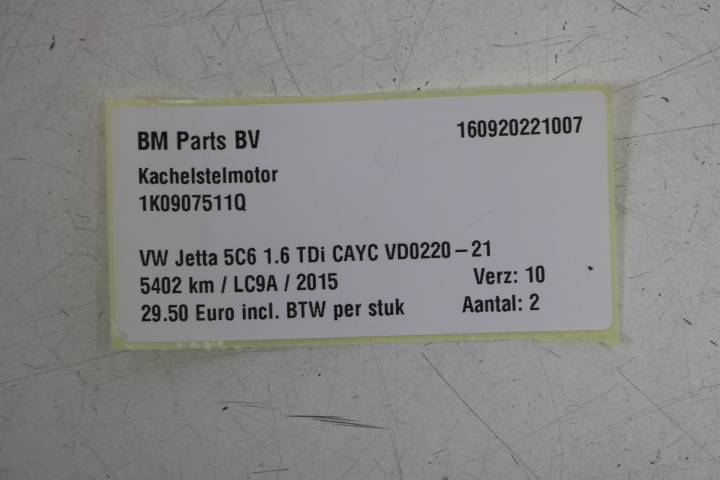 BM Parts BV 160920221007
Kachelstelmotor
1K0907511Q
VW Jetta 5C6 1.6 TDi CAYC VD0220-21
5402 km / LC9A / 2015 Verz: 10
29.50 Euro incl. BTW per stuk Aantal: 2